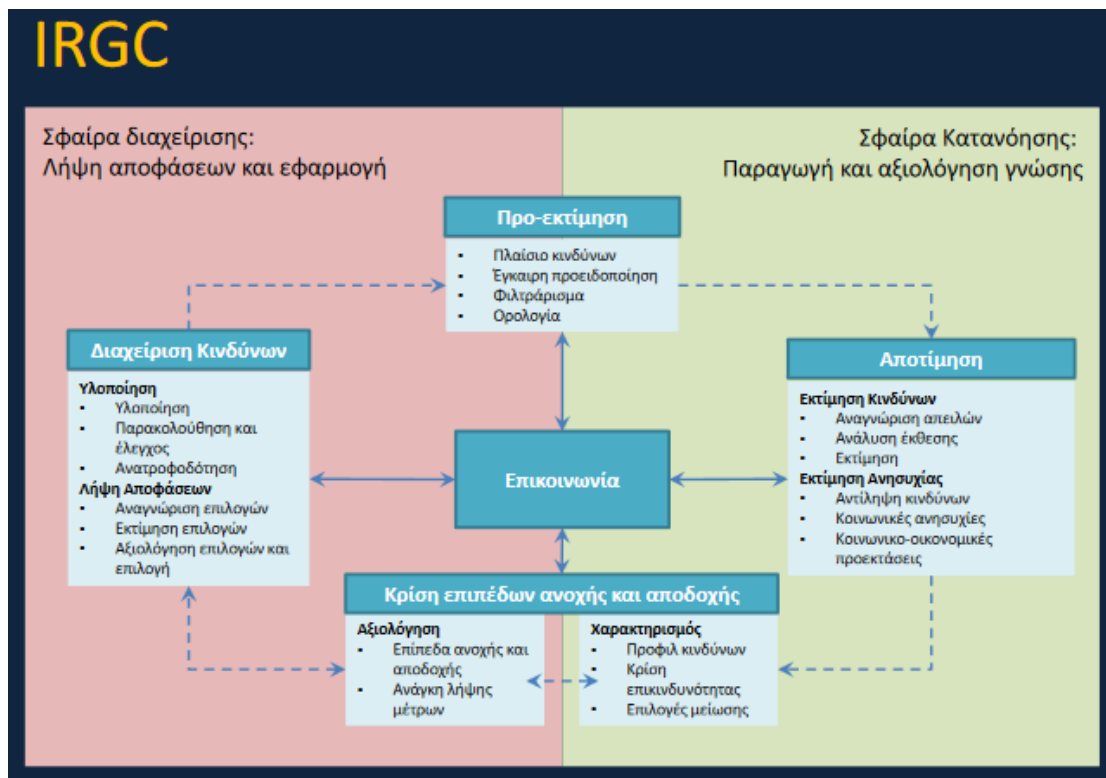 IRGC
Σφαίρα διαχείρισης:
Λήψη αποφάσεων και εφαρμογή
Σφαίρα Κατανόησης:
Παραγωγή και αξιολόγηση γνώσης
Προ-εκτίμηση
▪ Πλαίσιο κινδύνων
▪ Έγκαιρη προειδοποίηση
▪ Φιλτράρισμα
▪ Ορολογία
Διαχείριση Κινδύνων
Υλοποίηση
▪ Υλοποίηση
▪ Παρακολούθηση και
έλεγχος
▪ Ανατροφοδότηση
Λήψη Αποφάσεων
▪ Αναγνώριση επιλογών
▪ Εκτίμηση επιλογών
▪ Αξιολόγηση επιλογών και
επιλογή
Επικοινωνία
Αποτίμηση
Εκτίμηση Κινδύνων
▪ Αναγνώριση απειλών
▪ Ανάλυση έκθεσης
▪ Εκτίμηση
Εκτίμηση Ανησυχίας
▪ Αντίληψη κινδύνων
▪ Κοινωνικές ανησυχίες
▪ Κοινωνικο-οικονομικές
προεκτάσεις
Κρίση επιπέδων ανοχής και αποδοχής
Αξιολόγηση
▪ Επίπεδα ανοχής και
αποδοχής
▪ Ανάγκη λήψης
μέτρων
Χαρακτηρισμός
▪ Προφιλ κινδύνων
▪ Κρίση
επικινδυνότητας
▪ Επιλογές μείωσης